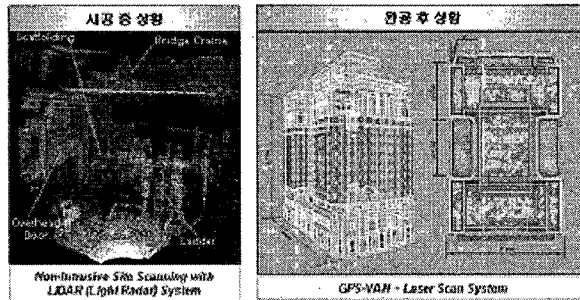 시공 중 상황
Scaffolding
Bridge Crane
Overhead
Door
Ladder
Non-Intrusive Site Scanning with
LIDAR (Light Radar) System
완공 후 상황
GPS-VAN + Laser Scan System